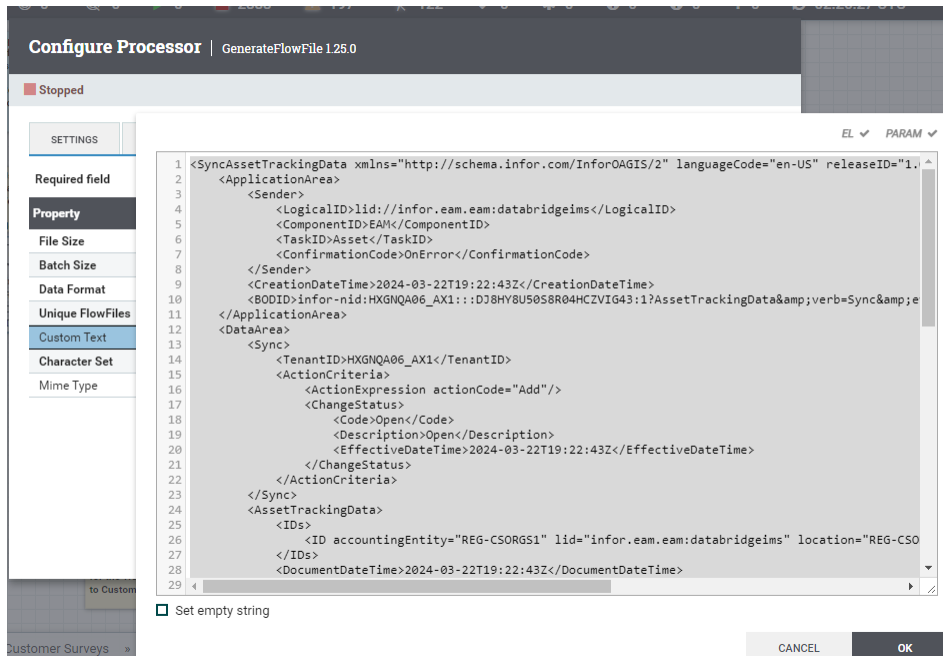 Configure Processor | GenerateFlowFile 1.25.0
Stopped
SETTINGS
EL PARAM
Required field
Property
File Size
Batch Size
Data Format
Unique FlowFiles
Custom Text
Character Set
Mime Type
1 <SyncAssetTrackingData xmlns="http://schema.infor.com/InforOAGIS/2" languageCode="en-US" releaseID="1.
2 <ApplicationArea>
3 <Sender>
4 <LogicalID>lid://infor.eam.eam:databridgeims</LogicalID>
5 <ComponentID>EAM</ComponentID>
6 <TaskID>Asset</TaskID>
7 <ConfirmationCode>OnError</ConfirmationCode>
8 </Sender>
9 <CreationDateTime>2024-03-22T19:22:43Z</CreationDateTime>
10 <BODID>infor-nid:HXGNQA06_AX1:::DJ8HY8U50S8R04HCZVIG43:1?AssetTrackingData&amp;verb=Sync&amp;e
11 </ApplicationArea>
12 <DataArea>
13 <Sync>
14 <TenantID>HXGNQA06_AX1</TenantID>
15 <ActionCriteria>
16 <ActionExpression actionCode="Add"/>
17 <ChangeStatus>
18 <Code>Open</Code>
19 <Description>Open</Description>
20 <EffectiveDateTime>2024-03-22T19:22:43Z</EffectiveDateTime>
21 </ChangeStatus>
22 </ActionCriteria>
23 </Sync>
24 <AssetTrackingData>
25 <IDs>
26 <ID accountingEntity="REG-CSORGS1" lid="infor.eam.eam:databridgeims" location="REG-CSO
27 </IDs>
28 <DocumentDateTime>2024-03-22T19:22:43Z</DocumentDateTime>
29
Set empty string
to Custom
Customer Surveys »
CANCEL OK